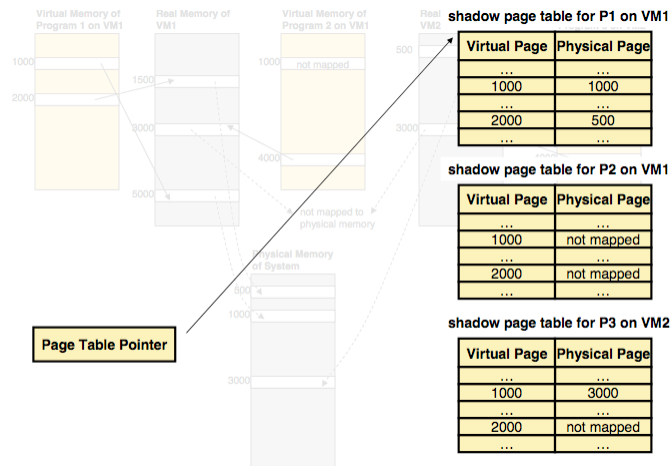 Virtual Memory of
Program 1 on VM1
Real Memory of
VM1
Virtual Memory of
Program 2 on VM1
Real
VM2
1000
2000
1500
3000
5000
1000
not mapped
4000
500
3000
not mapped to
physical memory
Physical Memory
of System
500
1000
3000
Page Table Pointer
shadow page table for P1 on VM1
Virtual Page Physical Page
... ...
1000 1000
... ...
2000 500
... ...
shadow page table for P2 on VM1
Virtual Page Physical Page
... ...
1000 not mapped
... ...
2000 not mapped
... ...
shadow page table for P3 on VM2
Virtual Page Physical Page
... ...
1000 3000
... ...
2000 not mapped
... ...